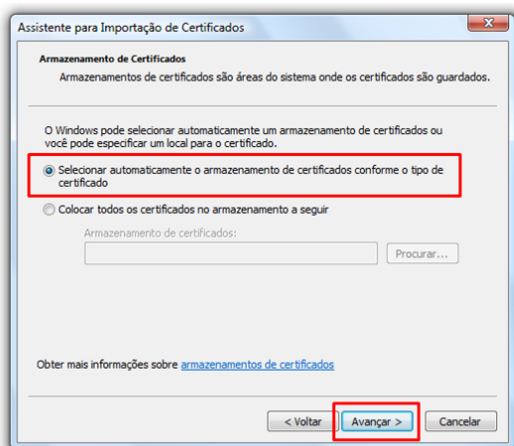 Assistente para Importação de Certificados
Armazenamento de Certificados
Armazenamentos de certificados são áreas do sistema onde os certificados são guardados.
O Windows pode selecionar automaticamente um armazenamento de certificados ou
você pode especificar um local para o certificado.
Selecionar automaticamente o armazenamento de certificados conforme o tipo de
certificado
Colocar todos os certificados no armazenamento a seguir
Armazenamento de certificados:
Procurar...
Obter mais informações sobre armazenamentos de certificados
< Voltar Avançar > Cancelar